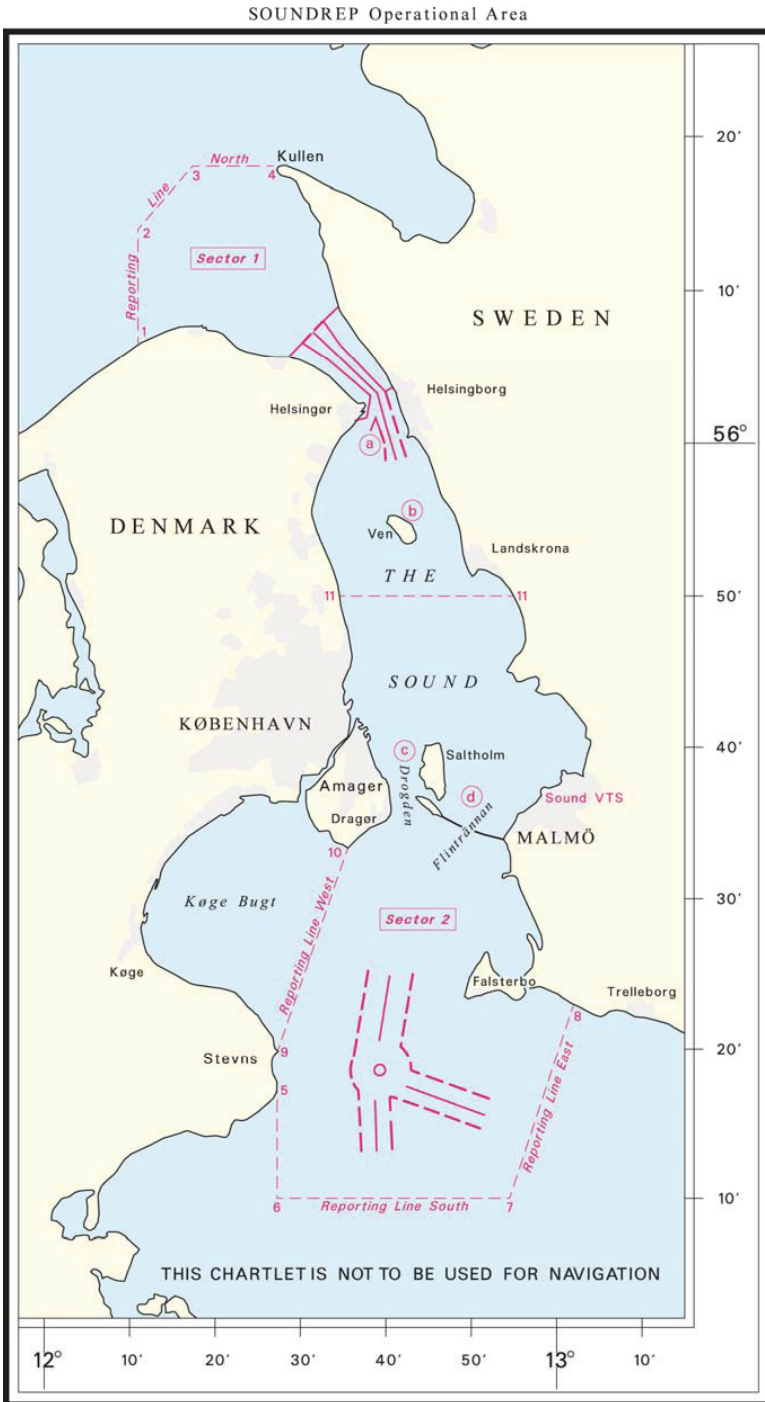 SOUNDREP Operational Area
20'
North
Kullen
3
4
Line
2
Sector 1
10'
SWEDEN
Reporting
1
Helsingborg
Helsingør
56°
a
b
DENMARK
Ven
Landskrona
THE
11
11
50'
SOUND
KØBENHAVN
40'
c
Saltholm
Amager
Drogden
d
Sound VTS
Dragør
Flintrännan
MALMÖ
10
30'
Køge Bugt
Reporting Line West
Sector 2
Køge
Falsterbo
Trelleborg
8
20'
9
Stevns
5
Reporting Line East
10'
6
Reporting Line South
7
THIS CHARTLET IS NOT TO BE USED FOR NAVIGATION
12°
10'
20'
30'
40'
50'
13°
10'